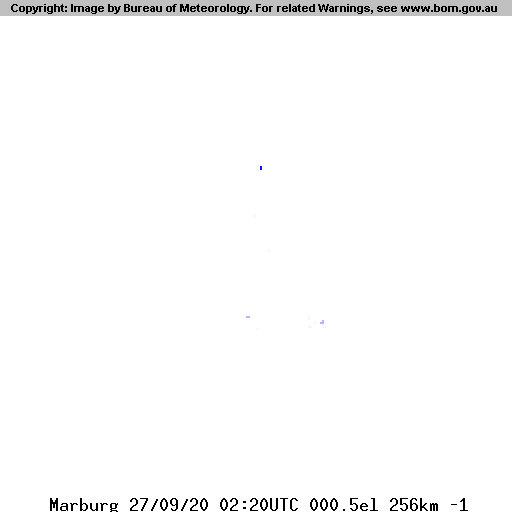 Copyright: Image by Bureau of Meteorology. For related Warnings, see www.bom.gov.au
Marburg 27/09/20 02:20UTC 000.5el 256km -1